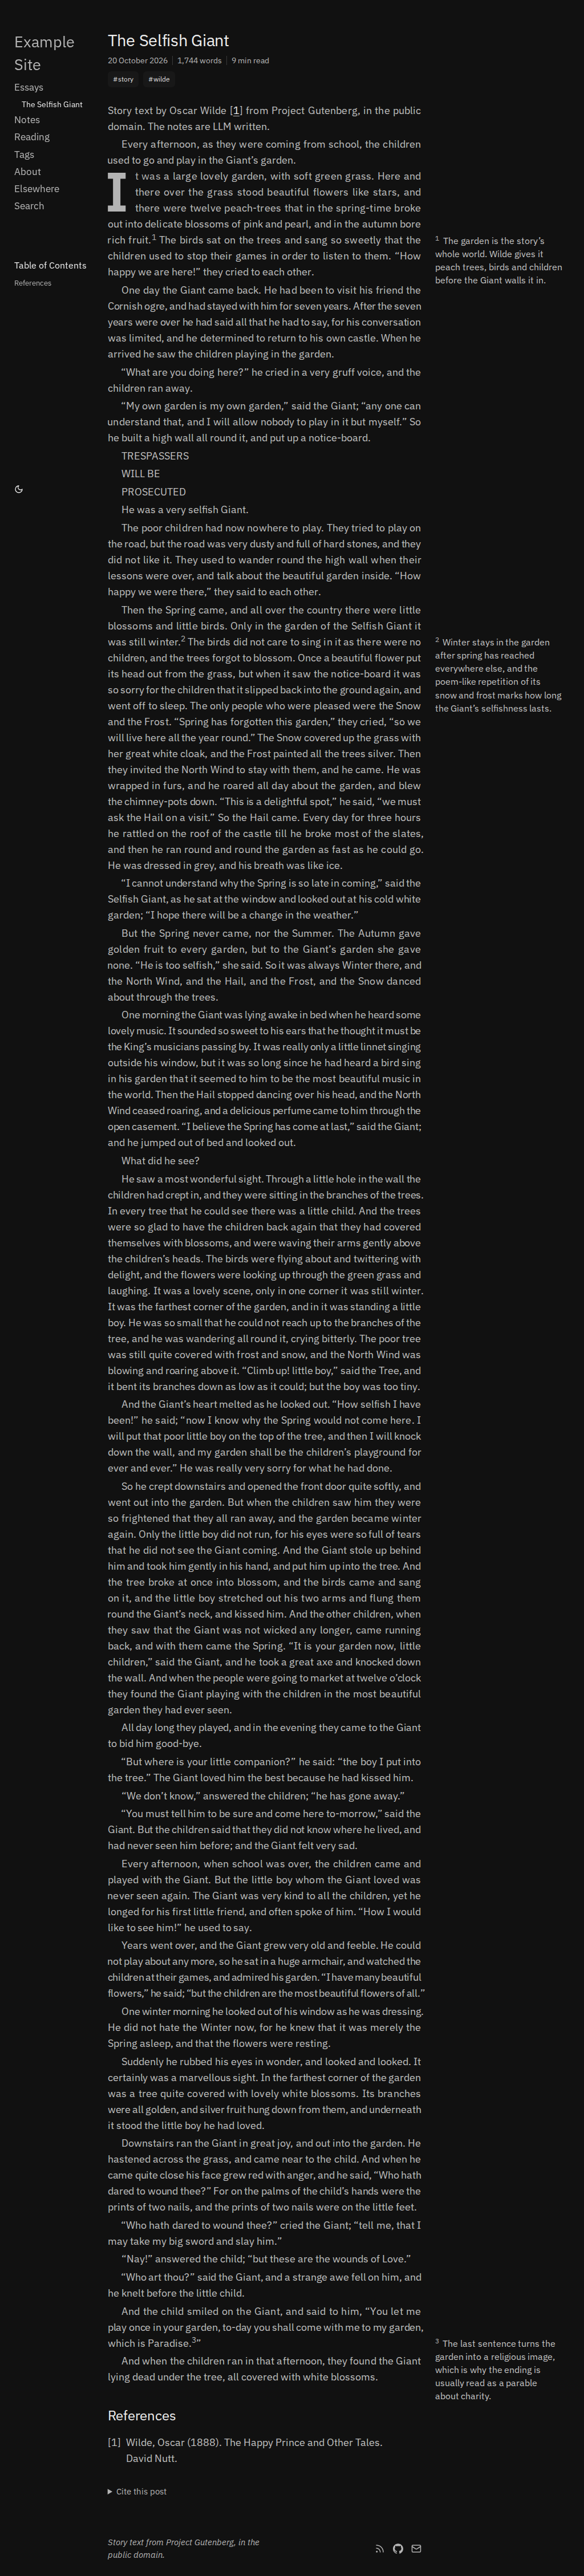 Example
Site
Essays
The Selfish Giant
Notes
Reading
Tags
About
Elsewhere
Search
Table of Contents
References
The Selfish Giant
20 October 2026 | 1,744 words | 9 min read
#story #wilde
Story text by Oscar Wilde [1] from Project Gutenberg, in the public
domain. The notes are LLM written.
Every afternoon, as they were coming from school, the children
used to go and play in the Giant’s garden.
It was a large lovely garden, with soft green grass. Here and
there over the grass stood beautiful flowers like stars, and
there were twelve peach-trees that in the spring-time broke
out into delicate blossoms of pink and pearl, and in the autumn bore
rich fruit.1 The birds sat on the trees and sang so sweetly that the
children used to stop their games in order to listen to them. “How
happy we are here!” they cried to each other.
1 The garden is the story’s
whole world. Wilde gives it
peach trees, birds and children
before the Giant walls it in.
One day the Giant came back. He had been to visit his friend the
Cornish ogre, and had stayed with him for seven years. After the seven
years were over he had said all that he had to say, for his conversation
was limited, and he determined to return to his own castle. When he
arrived he saw the children playing in the garden.
“What are you doing here?” he cried in a very gruff voice, and the
children ran away.
“My own garden is my own garden,” said the Giant; “any one can
understand that, and I will allow nobody to play in it but myself.” So
he built a high wall all round it, and put up a notice-board.
TRESPASSERS
WILL BE
PROSECUTED
He was a very selfish Giant.
The poor children had now nowhere to play. They tried to play on
the road, but the road was very dusty and full of hard stones, and they
did not like it. They used to wander round the high wall when their
lessons were over, and talk about the beautiful garden inside. “How
happy we were there,” they said to each other.
Then the Spring came, and all over the country there were little
blossoms and little birds. Only in the garden of the Selfish Giant it
was still winter.2 The birds did not care to sing in it as there were no
children, and the trees forgot to blossom. Once a beautiful flower put
its head out from the grass, but when it saw the notice-board it was
so sorry for the children that it slipped back into the ground again, and
went off to sleep. The only people who were pleased were the Snow
and the Frost. “Spring has forgotten this garden,” they cried, “so we
will live here all the year round.” The Snow covered up the grass with
her great white cloak, and the Frost painted all the trees silver. Then
they invited the North Wind to stay with them, and he came. He was
wrapped in furs, and he roared all day about the garden, and blew
the chimney-pots down. “This is a delightful spot,” he said, “we must
ask the Hail on a visit.” So the Hail came. Every day for three hours
he rattled on the roof of the castle till he broke most of the slates,
and then he ran round and round the garden as fast as he could go.
He was dressed in grey, and his breath was like ice.
2 Winter stays in the garden
after spring has reached
everywhere else, and the
poem-like repetition of its
snow and frost marks how long
the Giant’s selfishness lasts.
“I cannot understand why the Spring is so late in coming,” said the
Selfish Giant, as he sat at the window and looked out at his cold white
garden; “I hope there will be a change in the weather.”
But the Spring never came, nor the Summer. The Autumn gave
golden fruit to every garden, but to the Giant’s garden she gave
none. “He is too selfish,” she said. So it was always Winter there, and
the North Wind, and the Hail, and the Frost, and the Snow danced
about through the trees.
One morning the Giant was lying awake in bed when he heard some
lovely music. It sounded so sweet to his ears that he thought it must be
the King’s musicians passing by. It was really only a little linnet singing
outside his window, but it was so long since he had heard a bird sing
in his garden that it seemed to him to be the most beautiful music in
the world. Then the Hail stopped dancing over his head, and the North
Wind ceased roaring, and a delicious perfume came to him through the
open casement. “I believe the Spring has come at last,” said the Giant;
and he jumped out of bed and looked out.
What did he see?
He saw a most wonderful sight. Through a little hole in the wall the
children had crept in, and they were sitting in the branches of the trees.
In every tree that he could see there was a little child. And the trees
were so glad to have the children back again that they had covered
themselves with blossoms, and were waving their arms gently above
the children’s heads. The birds were flying about and twittering with
delight, and the flowers were looking up through the green grass and
laughing. It was a lovely scene, only in one corner it was still winter.
It was the farthest corner of the garden, and in it was standing a little
boy. He was so small that he could not reach up to the branches of the
tree, and he was wandering all round it, crying bitterly. The poor tree
was still quite covered with frost and snow, and the North Wind was
blowing and roaring above it. “Climb up! little boy,” said the Tree, and
it bent its branches down as low as it could; but the boy was too tiny.
And the Giant’s heart melted as he looked out. “How selfish I have
been!” he said; “now I know why the Spring would not come here. I
will put that poor little boy on the top of the tree, and then I will knock
down the wall, and my garden shall be the children’s playground for
ever and ever.” He was really very sorry for what he had done.
So he crept downstairs and opened the front door quite softly, and
went out into the garden. But when the children saw him they were
so frightened that they all ran away, and the garden became winter
again. Only the little boy did not run, for his eyes were so full of tears
that he did not see the Giant coming. And the Giant stole up behind
him and took him gently in his hand, and put him up into the tree. And
the tree broke at once into blossom, and the birds came and sang
on it, and the little boy stretched out his two arms and flung them
round the Giant’s neck, and kissed him. And the other children, when
they saw that the Giant was not wicked any longer, came running
back, and with them came the Spring. “It is your garden now, little
children,” said the Giant, and he took a great axe and knocked down
the wall. And when the people were going to market at twelve o’clock
they found the Giant playing with the children in the most beautiful
garden they had ever seen.
All day long they played, and in the evening they came to the Giant
to bid him good-bye.
“But where is your little companion?” he said: “the boy I put into
the tree.” The Giant loved him the best because he had kissed him.
“We don’t know,” answered the children; “he has gone away.”
“You must tell him to be sure and come here to-morrow,” said the
Giant. But the children said that they did not know where he lived, and
had never seen him before; and the Giant felt very sad.
Every afternoon, when school was over, the children came and
played with the Giant. But the little boy whom the Giant loved was
never seen again. The Giant was very kind to all the children, yet he
longed for his first little friend, and often spoke of him. “How I would
like to see him!” he used to say.
Years went over, and the Giant grew very old and feeble. He could
not play about any more, so he sat in a huge armchair, and watched the
children at their games, and admired his garden. “I have many beautiful
flowers,” he said; “but the children are the most beautiful flowers of all.”
One winter morning he looked out of his window as he was dressing.
He did not hate the Winter now, for he knew that it was merely the
Spring asleep, and that the flowers were resting.
Suddenly he rubbed his eyes in wonder, and looked and looked. It
certainly was a marvellous sight. In the farthest corner of the garden
was a tree quite covered with lovely white blossoms. Its branches
were all golden, and silver fruit hung down from them, and underneath
it stood the little boy he had loved.
Downstairs ran the Giant in great joy, and out into the garden. He
hastened across the grass, and came near to the child. And when he
came quite close his face grew red with anger, and he said, “Who hath
dared to wound thee?” For on the palms of the child’s hands were the
prints of two nails, and the prints of two nails were on the little feet.
“Who hath dared to wound thee?” cried the Giant; “tell me, that I
may take my big sword and slay him.”
“Nay!” answered the child; “but these are the wounds of Love.”
“Who art thou?” said the Giant, and a strange awe fell on him, and
he knelt before the little child.
And the child smiled on the Giant, and said to him, “You let me
play once in your garden, to-day you shall come with me to my garden,
which is Paradise.3”
3 The last sentence turns the
garden into a religious image,
which is why the ending is
usually read as a parable
about charity.
And when the children ran in that afternoon, they found the Giant
lying dead under the tree, all covered with white blossoms.
References
[1] Wilde, Oscar (1888). The Happy Prince and Other Tales.
David Nutt.
Cite this post
Story text from Project Gutenberg, in the
public domain.